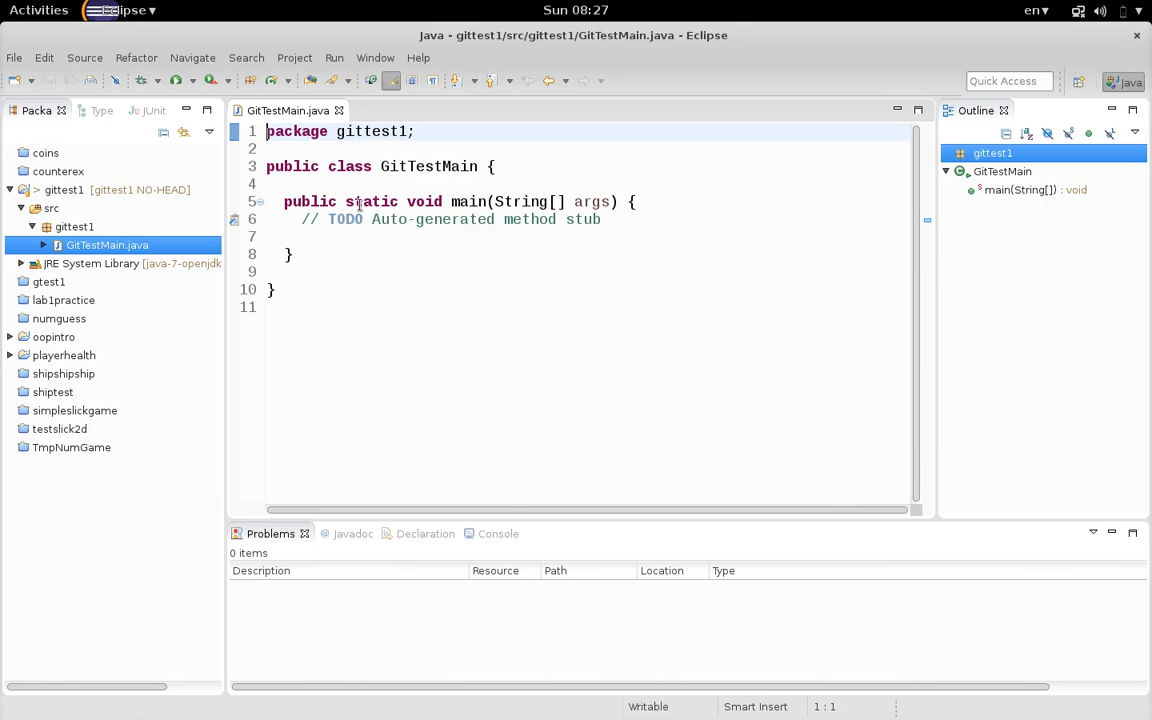 Activities Eclipse ▾ Sun 08:27 en ▾
Java - gittest1/src/gittest1/GitTestMain.java - Eclipse ×
File Edit Source Refactor Navigate Search Project Run Window Help
Quick Access Java
Packa Type JUnit
coins
counterex
> gittest1 [gittest1 NO-HEAD]
src
gittest1
GitTestMain.java
JRE System Library [java-7-openjdk
gtest1
lab1practice
numguess
oopintro
playerhealth
shipshipship
shiptest
simpleslickgame
testslick2d
TmpNumGame
GitTestMain.java
1 package gittest1;
2
3 public class GitTestMain {
4
5 public static void main(String[] args) {
6 // TODO Auto-generated method stub
7
8 }
9
10 }
11
Outline
gittest1
GitTestMain
main(String[]) : void
Problems @ Javadoc Declaration Console
0 items
Description Resource Path Location Type
Writable Smart Insert 1 : 1